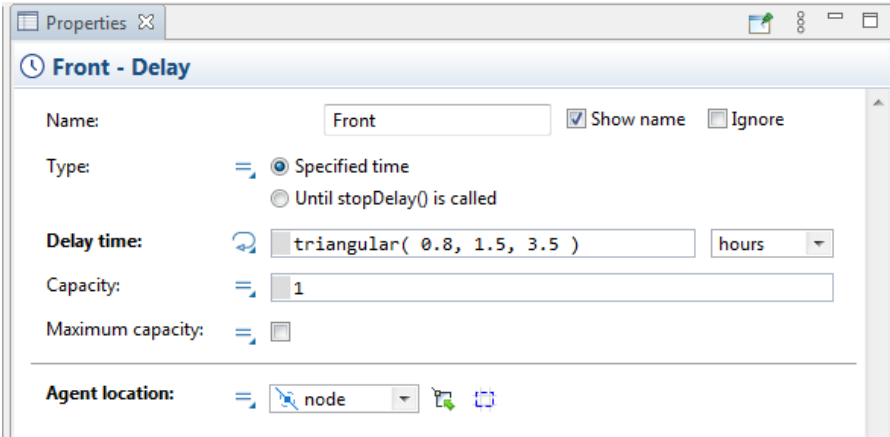 Properties
Front - Delay
Name: Front Show name Ignore
Type: Specified time
Until stopDelay() is called
Delay time: triangular( 0.8, 1.5, 3.5 ) hours
Capacity: 1
Maximum capacity:
Agent location: node